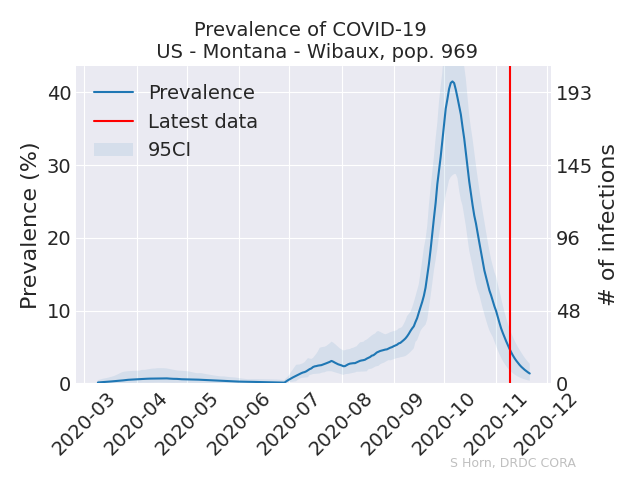 Prevalence of COVID-19
US - Montana - Wibaux, pop. 969
Prevalence
Latest data
95CI
Prevalence (%)
40
30
20
10
0
# of infections
193
145
96
48
0
2020-03
2020-04
2020-05
2020-06
2020-07
2020-08
2020-09
2020-10
2020-11
2020-12
S Horn, DRDC CORA